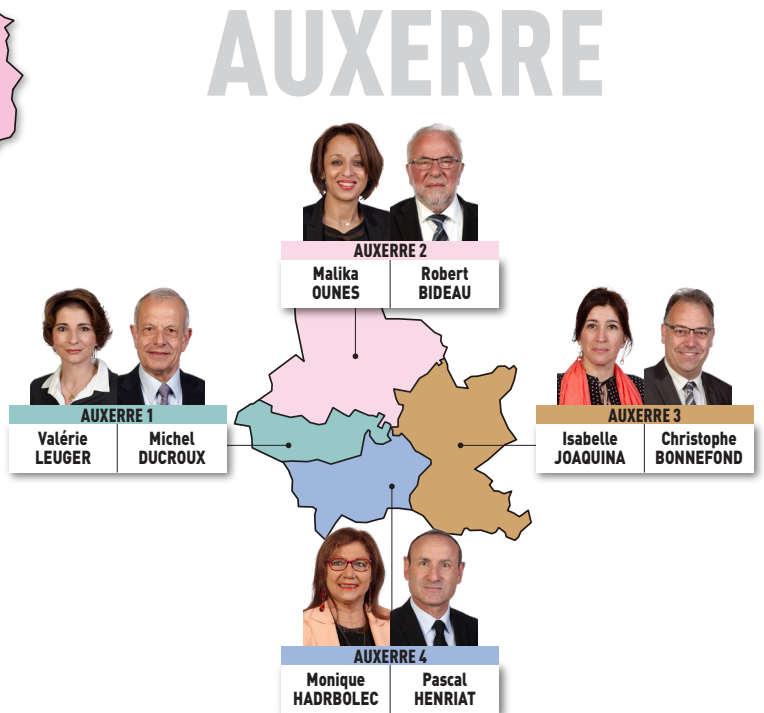 AUXERRE
AUXERRE 2
Malika OUNES
Robert BIDEAU
AUXERRE 1
Valérie LEUGER
Michel DUCROUX
AUXERRE 3
Isabelle JOAQUINA
Christophe BONNEFOND
AUXERRE 4
Monique HADRBOLEC
Pascal HENRIAT